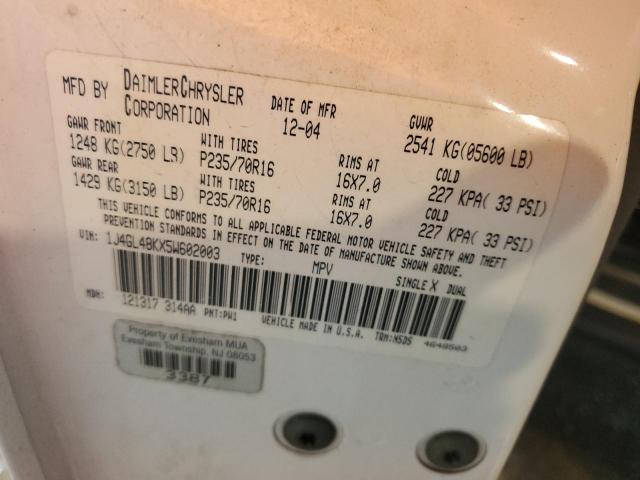 MFD BY DAIMLERCHRYSLER CORPORATION
DATE OF MFR 12-04
GVWR 2541 KG(05600 LB)
GAWR FRONT WITH TIRES RIMS AT COLD
1248 KG(2750 LB) P235/70R16 16X7.0 227 KPA( 33 PSI)
GAWR REAR WITH TIRES RIMS AT COLD
1429 KG(3150 LB) P235/70R16 16X7.0 227 KPA( 33 PSI)
THIS VEHICLE CONFORMS TO ALL APPLICABLE FEDERAL MOTOR VEHICLE SAFETY AND THEFT
PREVENTION STANDARDS IN EFFECT ON THE DATE OF MANUFACTURE SHOWN ABOVE.
VIN: 1J4GL48KX5W602003 TYPE: MPV SINGLE X DUAL
MDH: 121317 314AA PNT:PW1 VEHICLE MADE IN U.S.A. TRM:N5DS 4648503
Property of Evesham MUA
Evesham Township, NJ 08053
3387